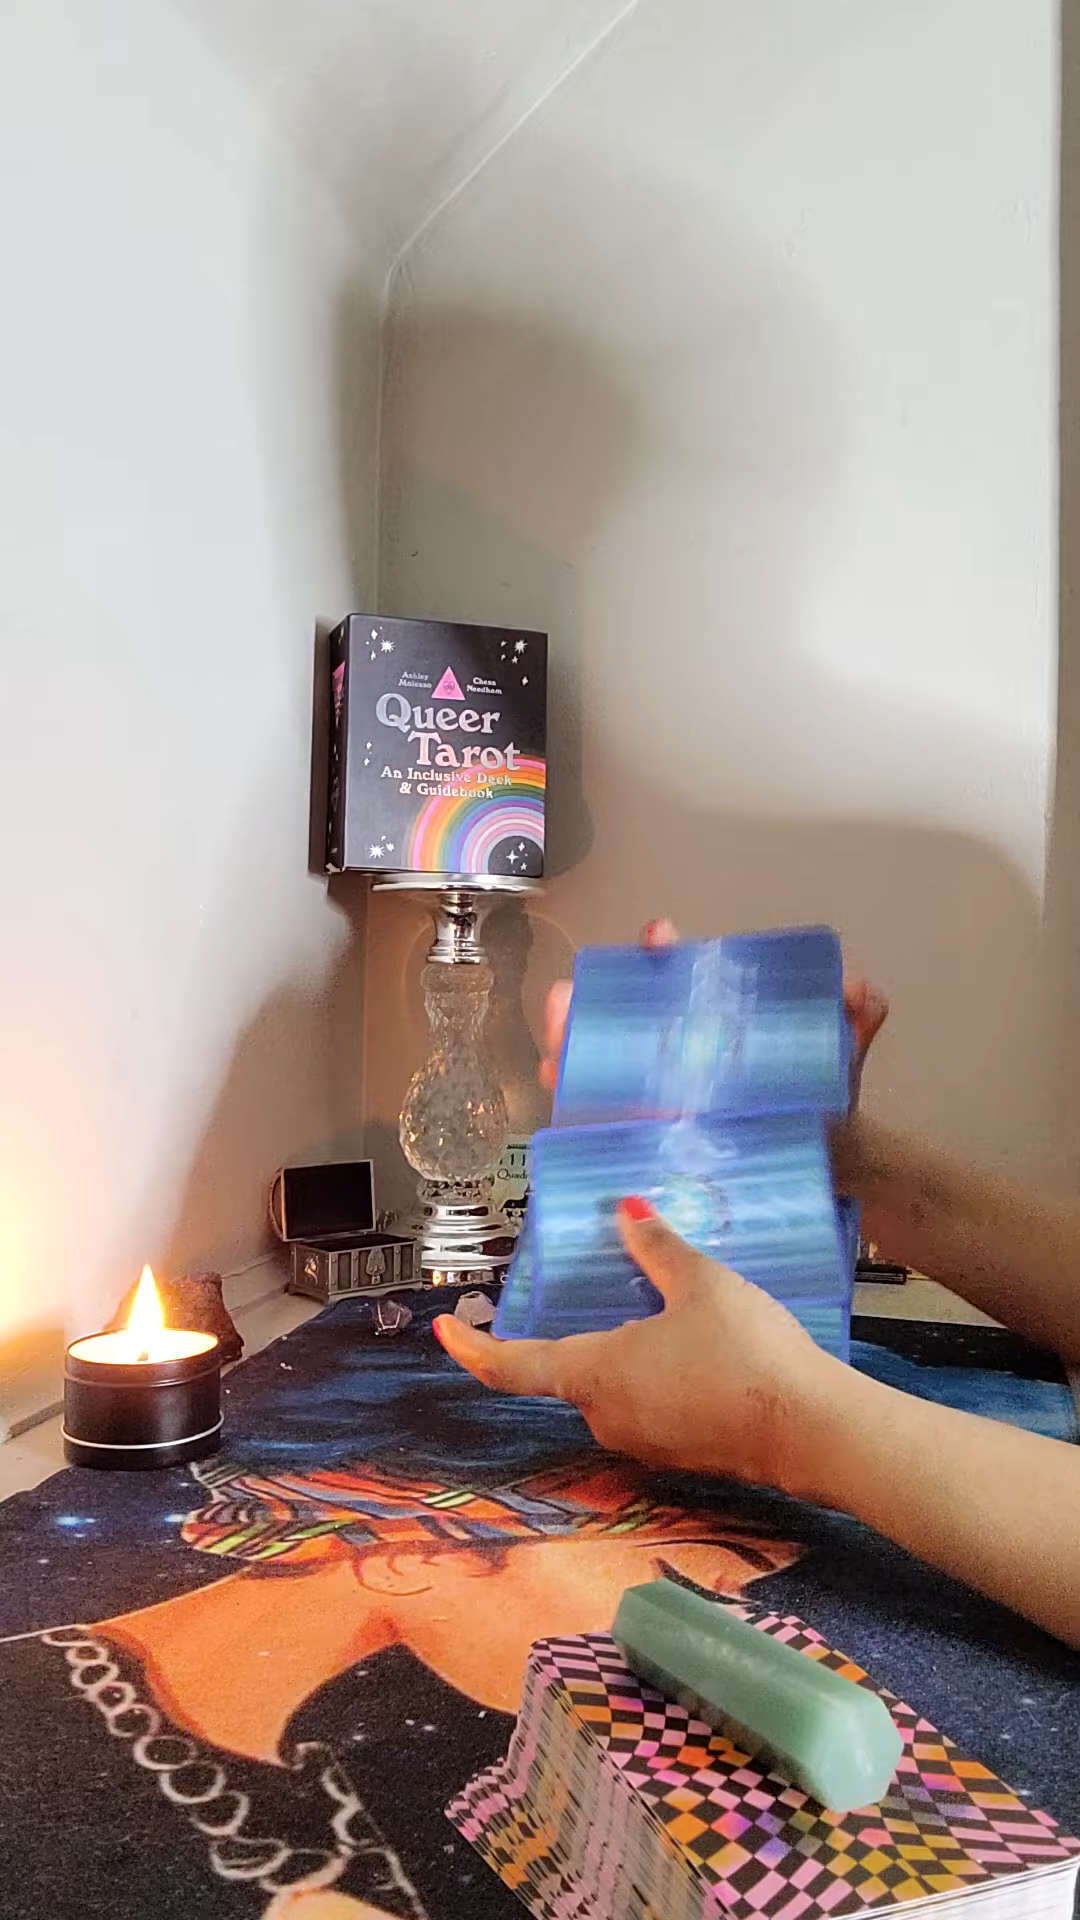 Ashley
Molesso
Chess
Needham
Queer
Tarot
An Inclusive Deck
& Guidebook